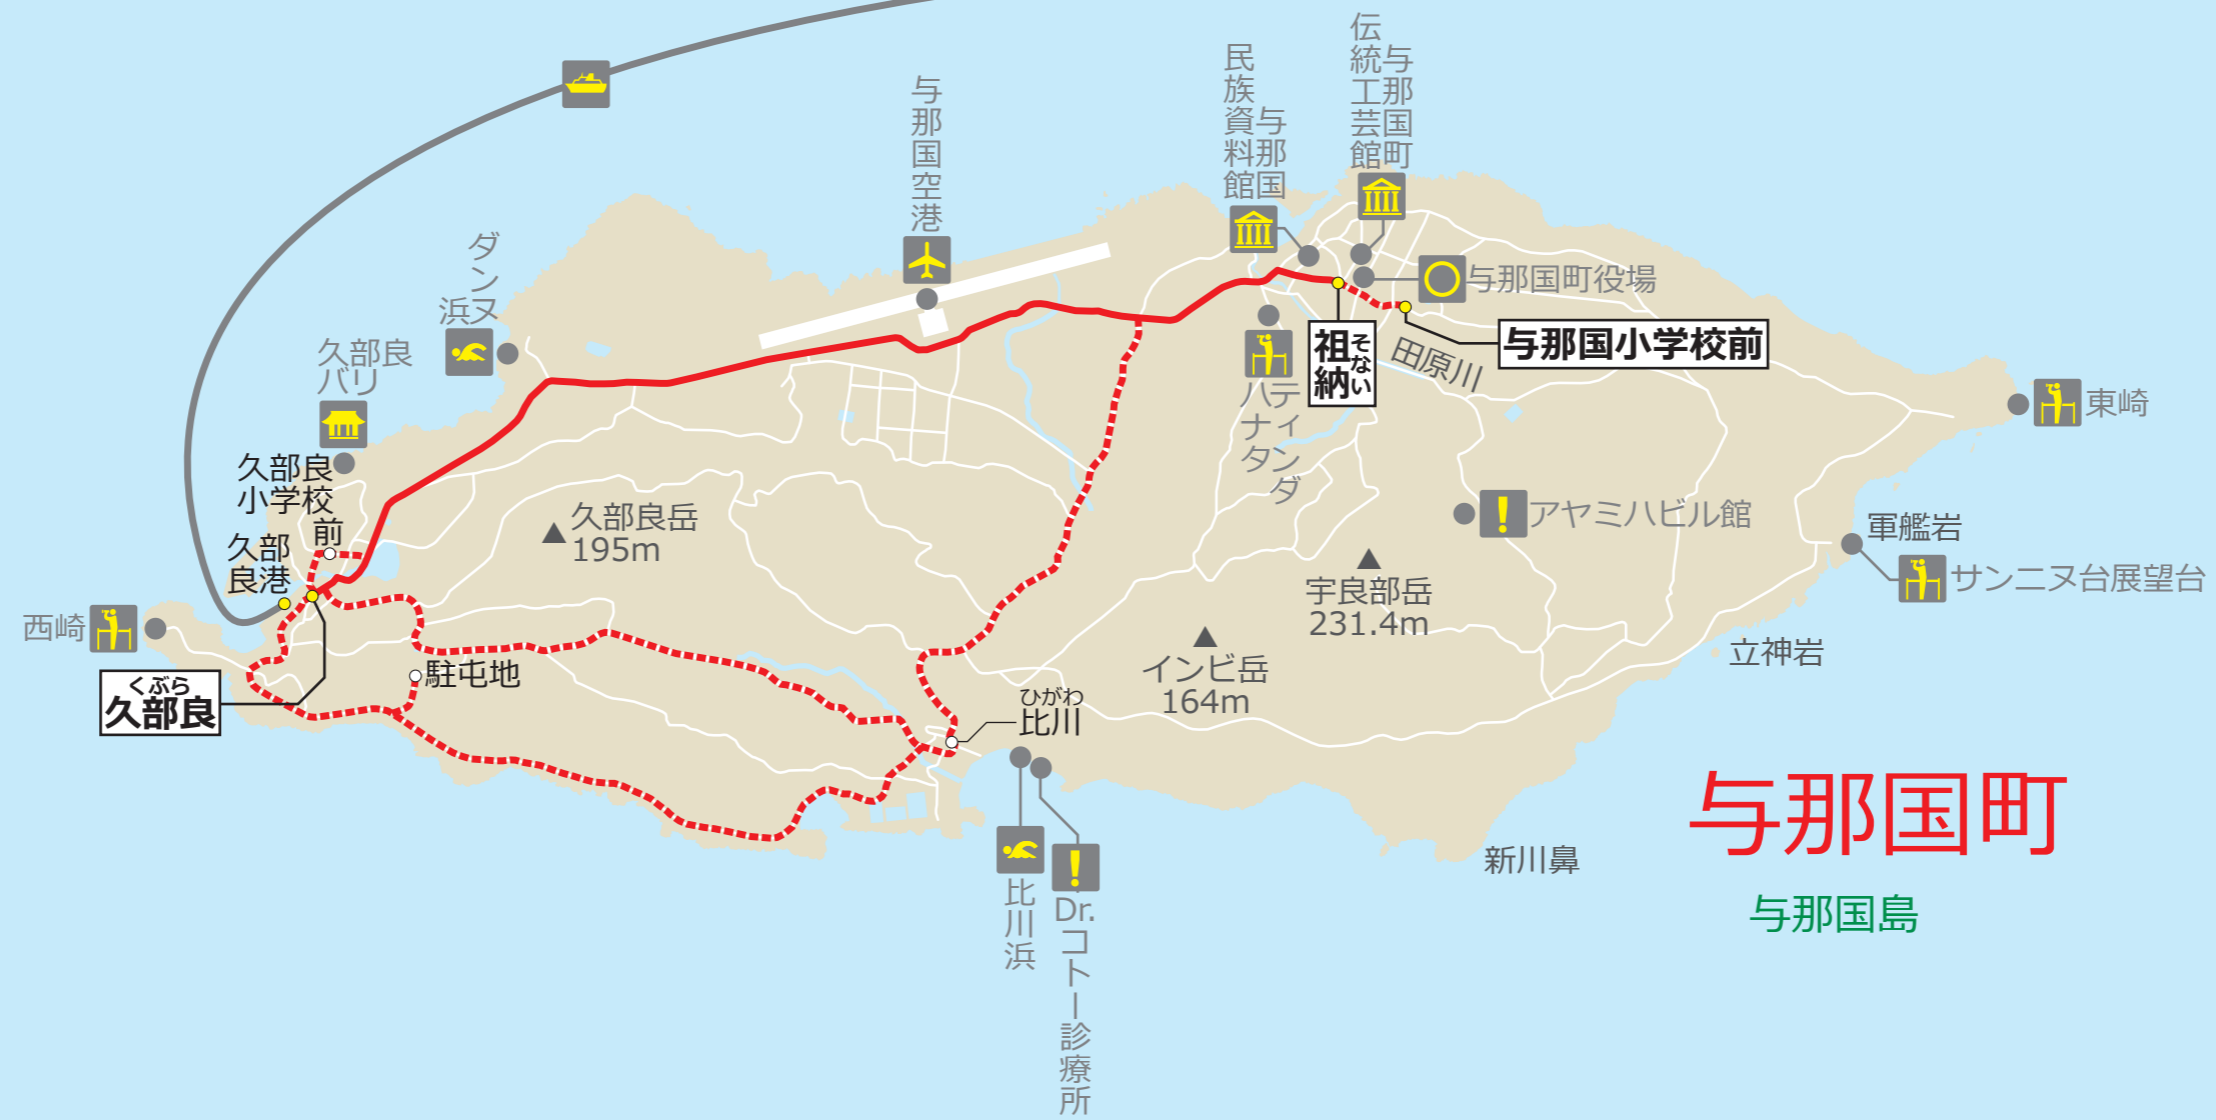 伝統工芸館
与那国町
民族資料館
与那国
与那国空港
ダンヌ
浜
久部良
バリ
与那国町役場
祖納
そない
与那国小学校前
田原川
ティンダ
ハナタ
東崎
久部良
小学校
前
久部
良港
久部良岳
195m
アヤミハビル館
軍艦岩
サンニヌ台展望台
宇良部岳
231.4m
西崎
立神岩
インビ岳
164m
駐屯地
くぶら
久部良
ひがわ
比川
与那国町
新川鼻
与那国島
比川浜
Dr.コトー診療所